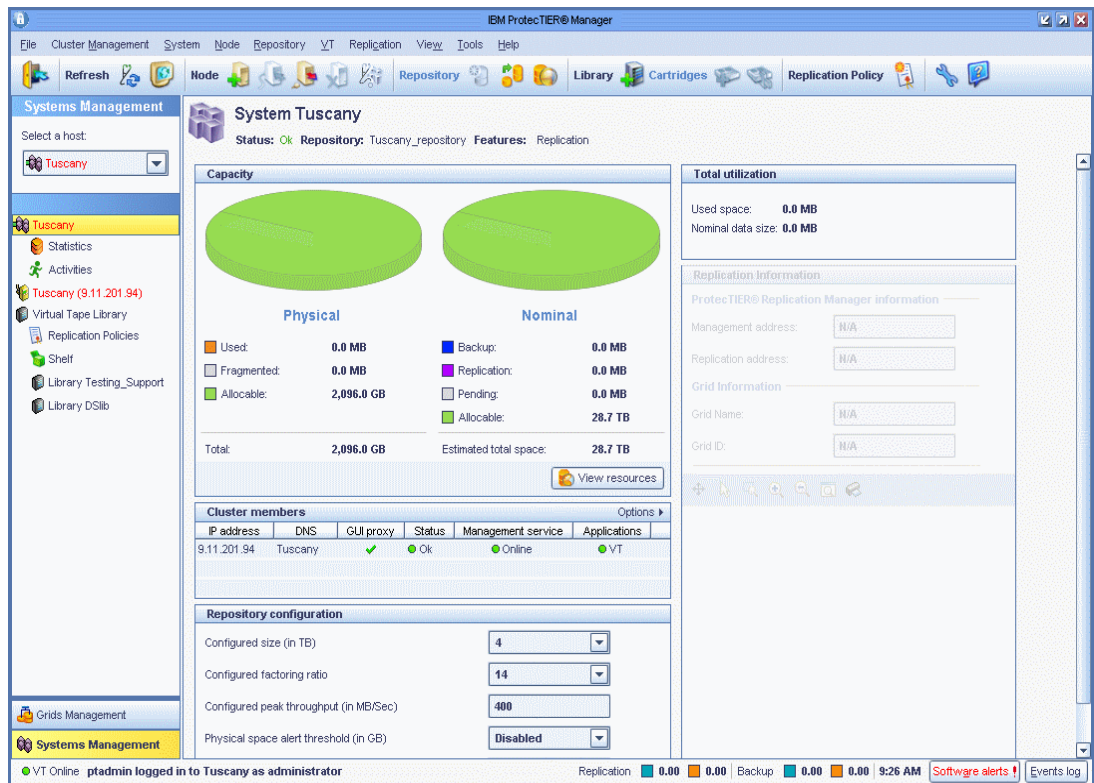 IBM ProtecTIER® Manager
File Cluster Management System Node Repository VT Replication View Tools Help
Refresh Node Repository Library Cartridges Replication Policy
Systems Management
Select a host:
Tuscany
Tuscany
Statistics
Activities
Tuscany (9.11.201.94)
Virtual Tape Library
Replication Policies
Shelf
Library Testing_Support
Library DSlib
Grids Management
Systems Management
System Tuscany
Status: Ok Repository: Tuscany_repository Features: Replication
Capacity
Physical Nominal
Used: 0.0 MB Backup: 0.0 MB
Fragmented: 0.0 MB Replication: 0.0 MB
Allocable: 2,096.0 GB Pending: 0.0 MB
Allocable: 28.7 TB
Total: 2,096.0 GB Estimated total space: 28.7 TB
View resources
Cluster members Options
IP address DNS GUI proxy Status Management service Applications
9.11.201.94 Tuscany Ok Online VT
Repository configuration
Configured size (in TB) 4
Configured factoring ratio 14
Configured peak throughput (in MB/Sec) 400
Physical space alert threshold (in GB) Disabled
Total utilization
Used space: 0.0 MB
Nominal data size: 0.0 MB
Replication Information
ProtecTIER® Replication Manager information
Management address: N/A
Replication address: N/A
Grid Information
Grid Name: N/A
Grid ID: N/A
VT Online ptadmin logged in to Tuscany as administrator Replication 0.00 0.00 Backup 0.00 0.00 9:26 AM Software alerts ! Events log